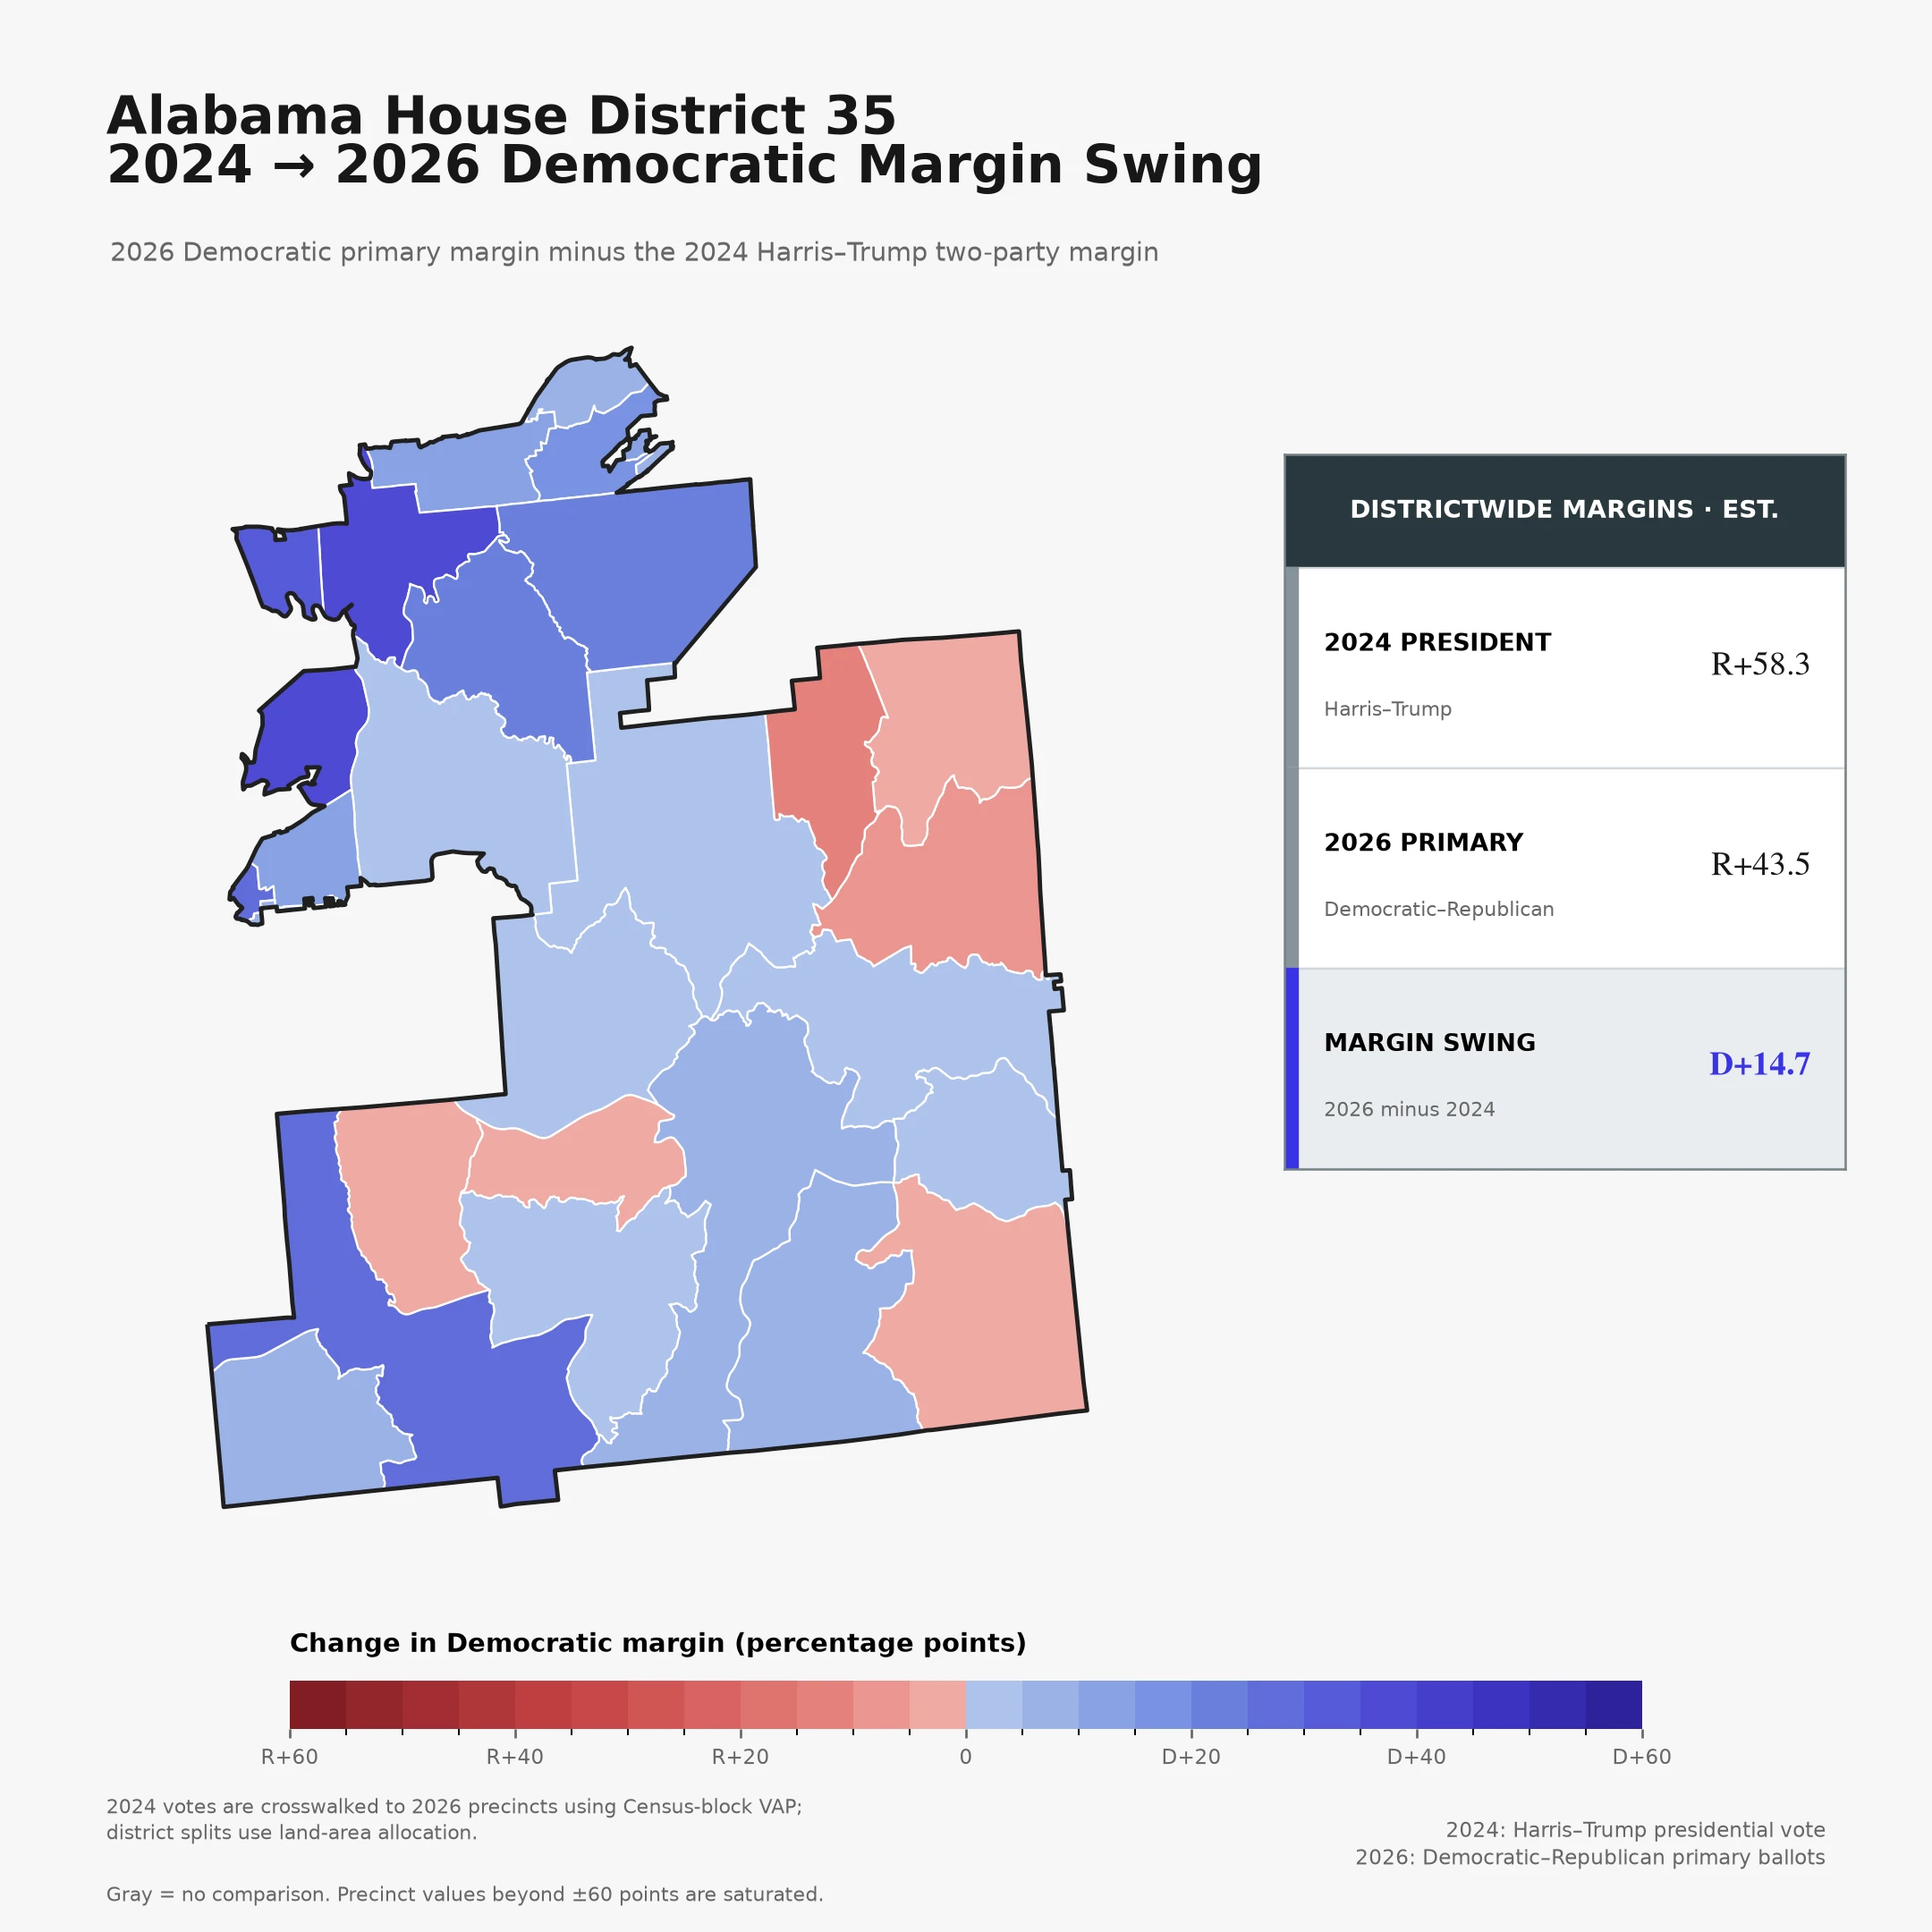 Alabama House District 35
2024 → 2026 Democratic Margin Swing
2026 Democratic primary margin minus the 2024 Harris–Trump two-party margin
DISTRICTWIDE MARGINS · EST.
2024 PRESIDENT
R+58.3
Harris–Trump
2026 PRIMARY
R+43.5
Democratic–Republican
MARGIN SWING
D+14.7
2026 minus 2024
Change in Democratic margin (percentage points)
R+60 R+40 R+20 0 D+20 D+40 D+60
2024 votes are crosswalked to 2026 precincts using Census-block VAP;
district splits use land-area allocation.
Gray = no comparison. Precinct values beyond ±60 points are saturated.
2024: Harris–Trump presidential vote
2026: Democratic–Republican primary ballots